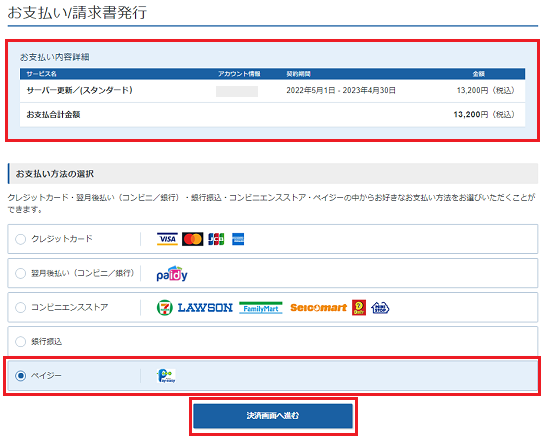 お支払い/請求書発行
お支払い内容詳細
サービス名 アカウント情報 契約期間 金額
サーバー更新／(スタンダード) 2022年5月1日 - 2023年4月30日 13,200円（税込）
お支払合計金額 13,200円（税込）
お支払い方法の選択
クレジットカード・翌月後払い（コンビニ／銀行）・銀行振込・コンビニエンスストア・ペイジーの中からお好きなお支払い方法をお選びいただくことが
できます。
クレジットカード VISA MasterCard JCB
翌月後払い（コンビニ／銀行） paidy
コンビニエンスストア 7 LAWSON FamilyMart Seicomart Daily MINI STOP
銀行振込
ペイジー Pay-easy
決済画面へ進む